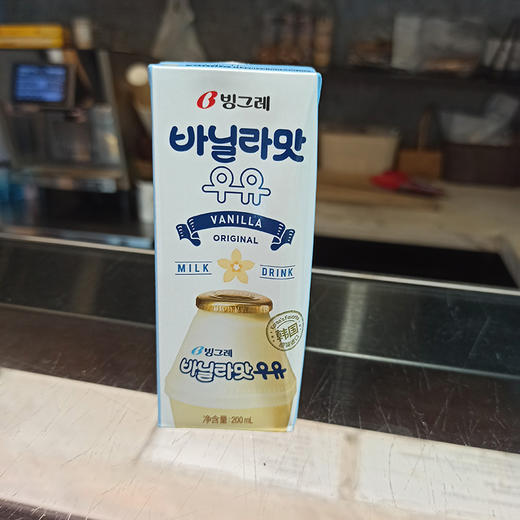 빙그레
바닐라맛
우유
VANILLA
ORIGINAL
MILK DRINK
韩国
빙그레
바닐라맛우유
净含量:200mL